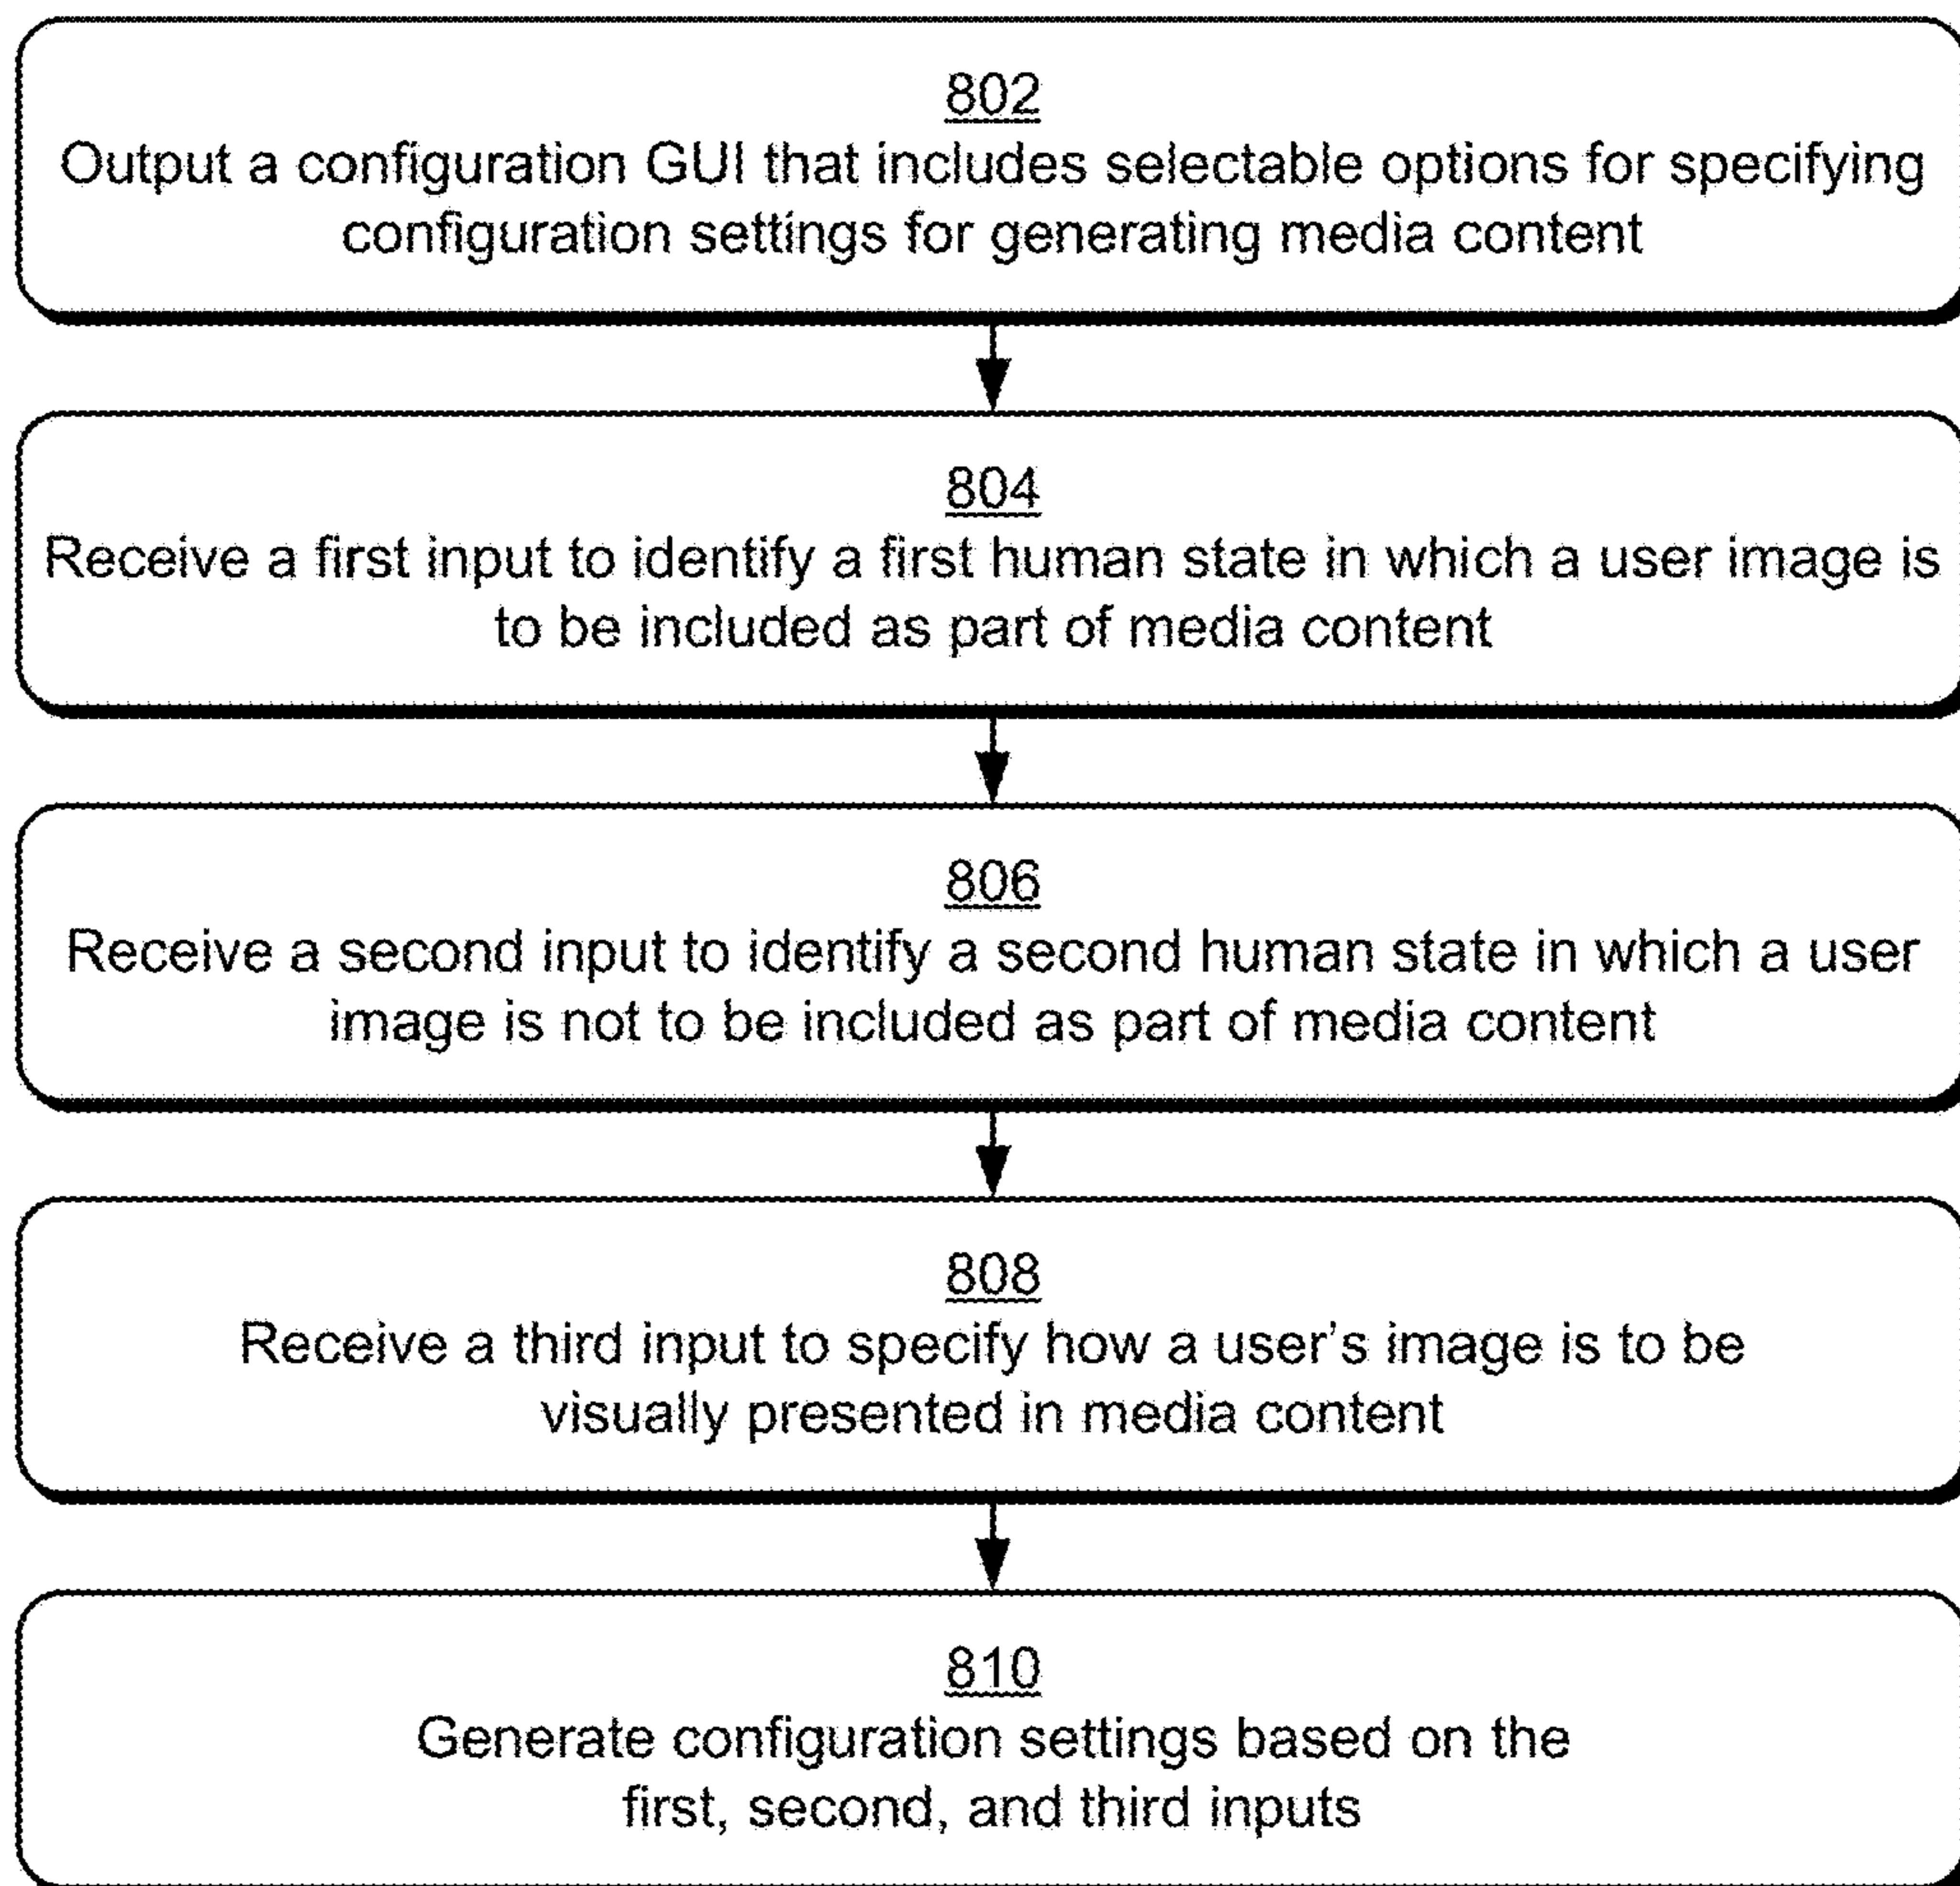 802
Output a configuration GUI that includes selectable options for specifying
configuration settings for generating media content
804
Receive a first input to identify a first human state in which a user image is
to be included as part of media content
806
Receive a second input to identify a second human state in which a user
image is not to be included as part of media content
808
Receive a third input to specify how a user's image is to be
visually presented in media content
810
Generate configuration settings based on the
first, second, and third inputs